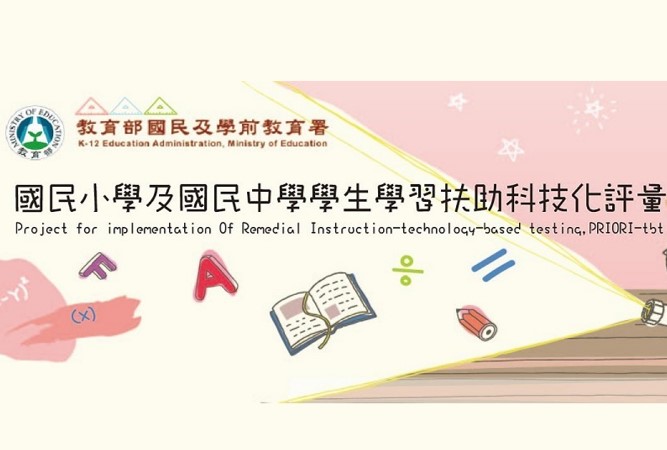 MINISTRY OF EDUCATION
教育部
教育部國民及學前教育署
K-12 Education Administration, Ministry of Education
國民小學及國民中學學生學習扶助科技化評量
Project for implementation Of Remedial Instruction-technology-based testing,PRIORI-tbt
F
A
÷
=
(x)